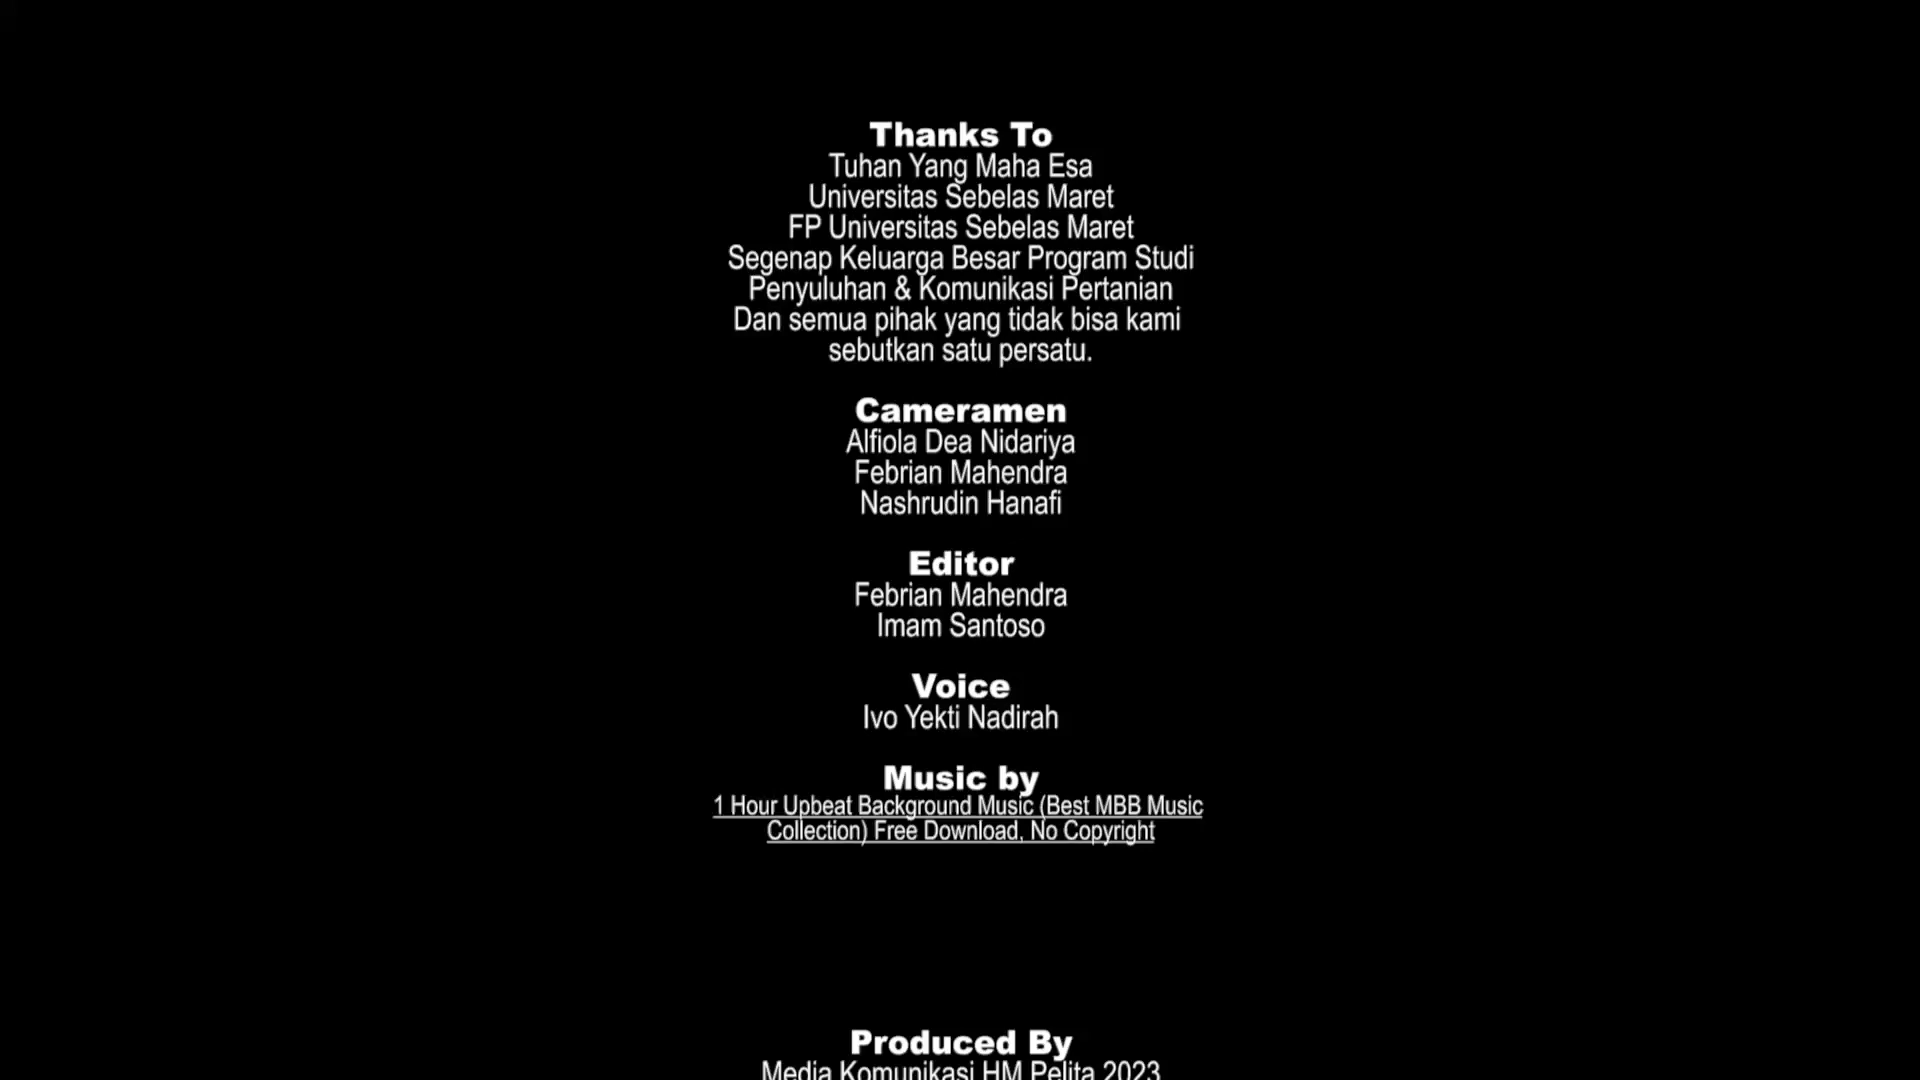 Thanks To
Tuhan Yang Maha Esa
Universitas Sebelas Maret
FP Universitas Sebelas Maret
Segenap Keluarga Besar Program Studi
Penyuluhan & Komunikasi Pertanian
Dan semua pihak yang tidak bisa kami
sebutkan satu persatu.
Cameramen
Alfiola Dea Nidariya
Febrian Mahendra
Nashrudin Hanafi
Editor
Febrian Mahendra
Imam Santoso
Voice
Ivo Yekti Nadirah
Music by
1 Hour Upbeat Background Music (Best MBB Music
Collection) Free Download, No Copyright
Produced By
Media Komunikasi HM Pelita 2023